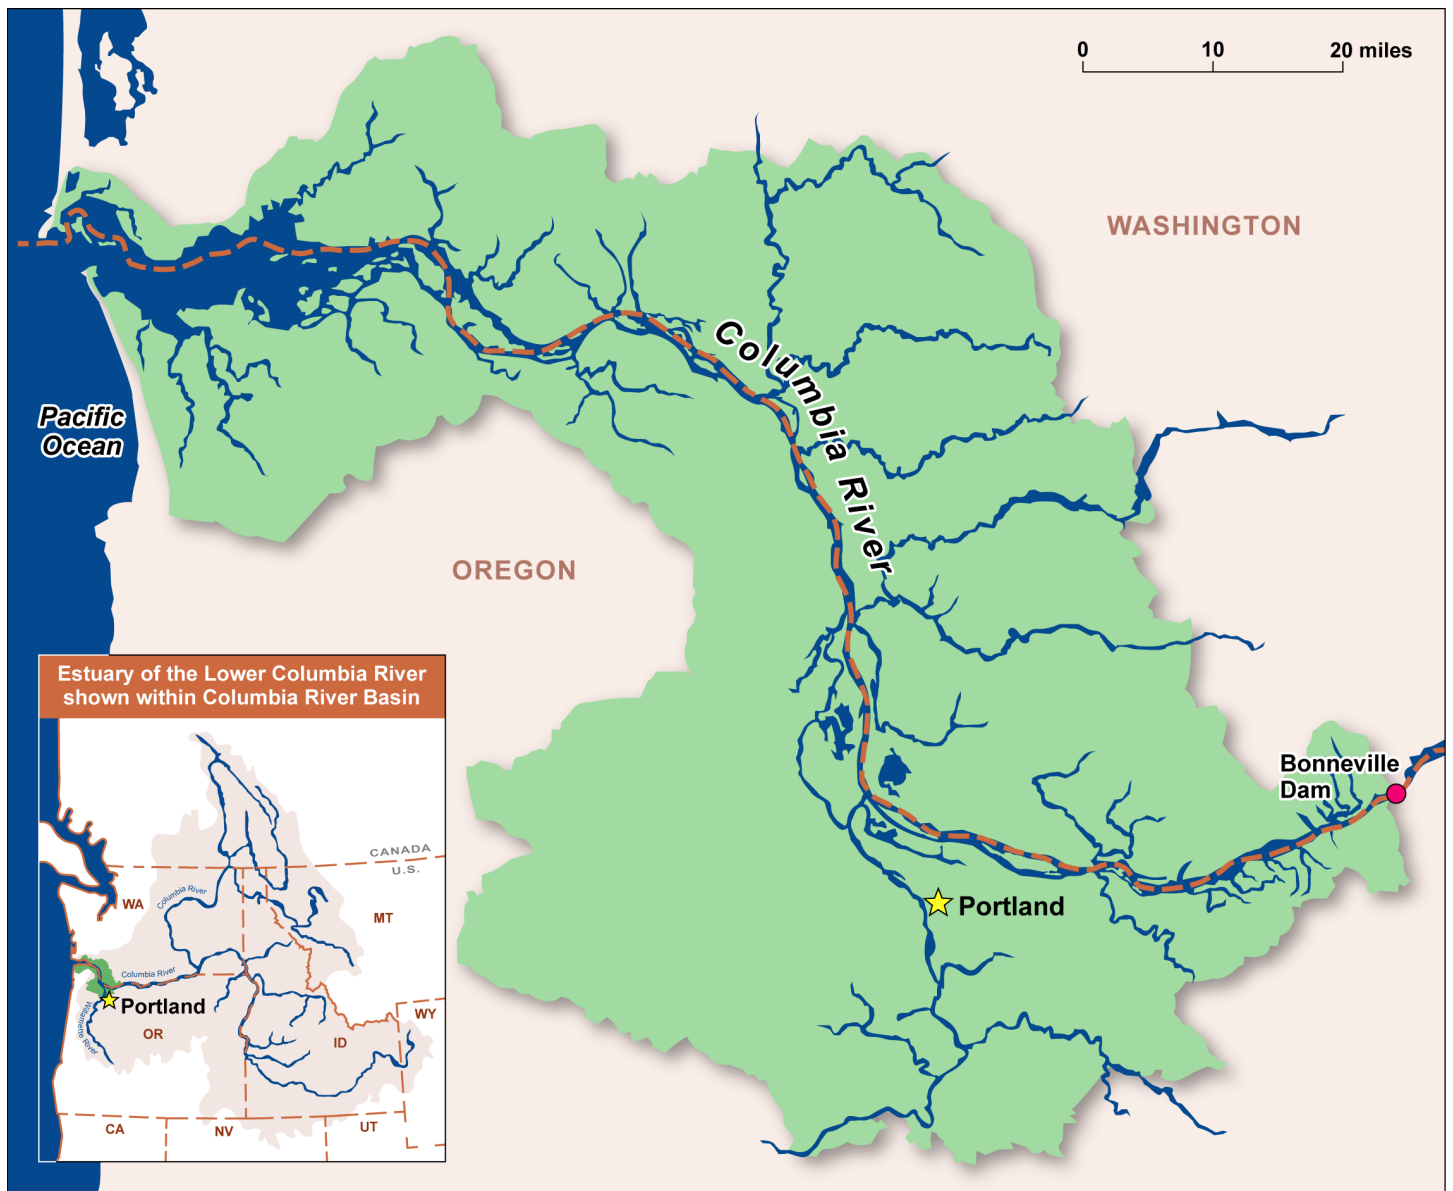 0 10 20 miles
WASHINGTON
Columbia River
Pacific
Ocean
OREGON
Bonneville
Dam
Portland
Estuary of the Lower Columbia River
shown within Columbia River Basin
CANADA
U.S.
Columbia River
WA
MT
Columbia River
Portland
Willamette River
OR
ID
WY
CA
NV
UT